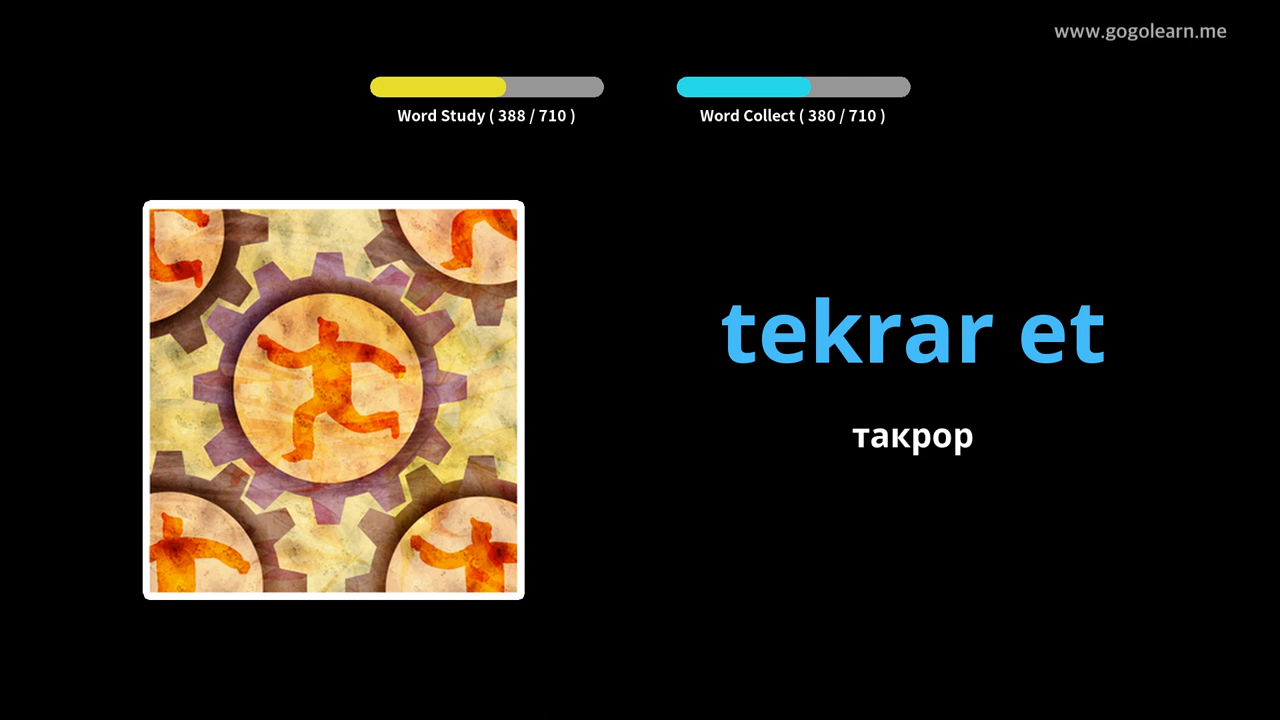 www.gogolearn.me
Word Study ( 388 / 710 )
Word Collect ( 380 / 710 )
tekrar et
такрор